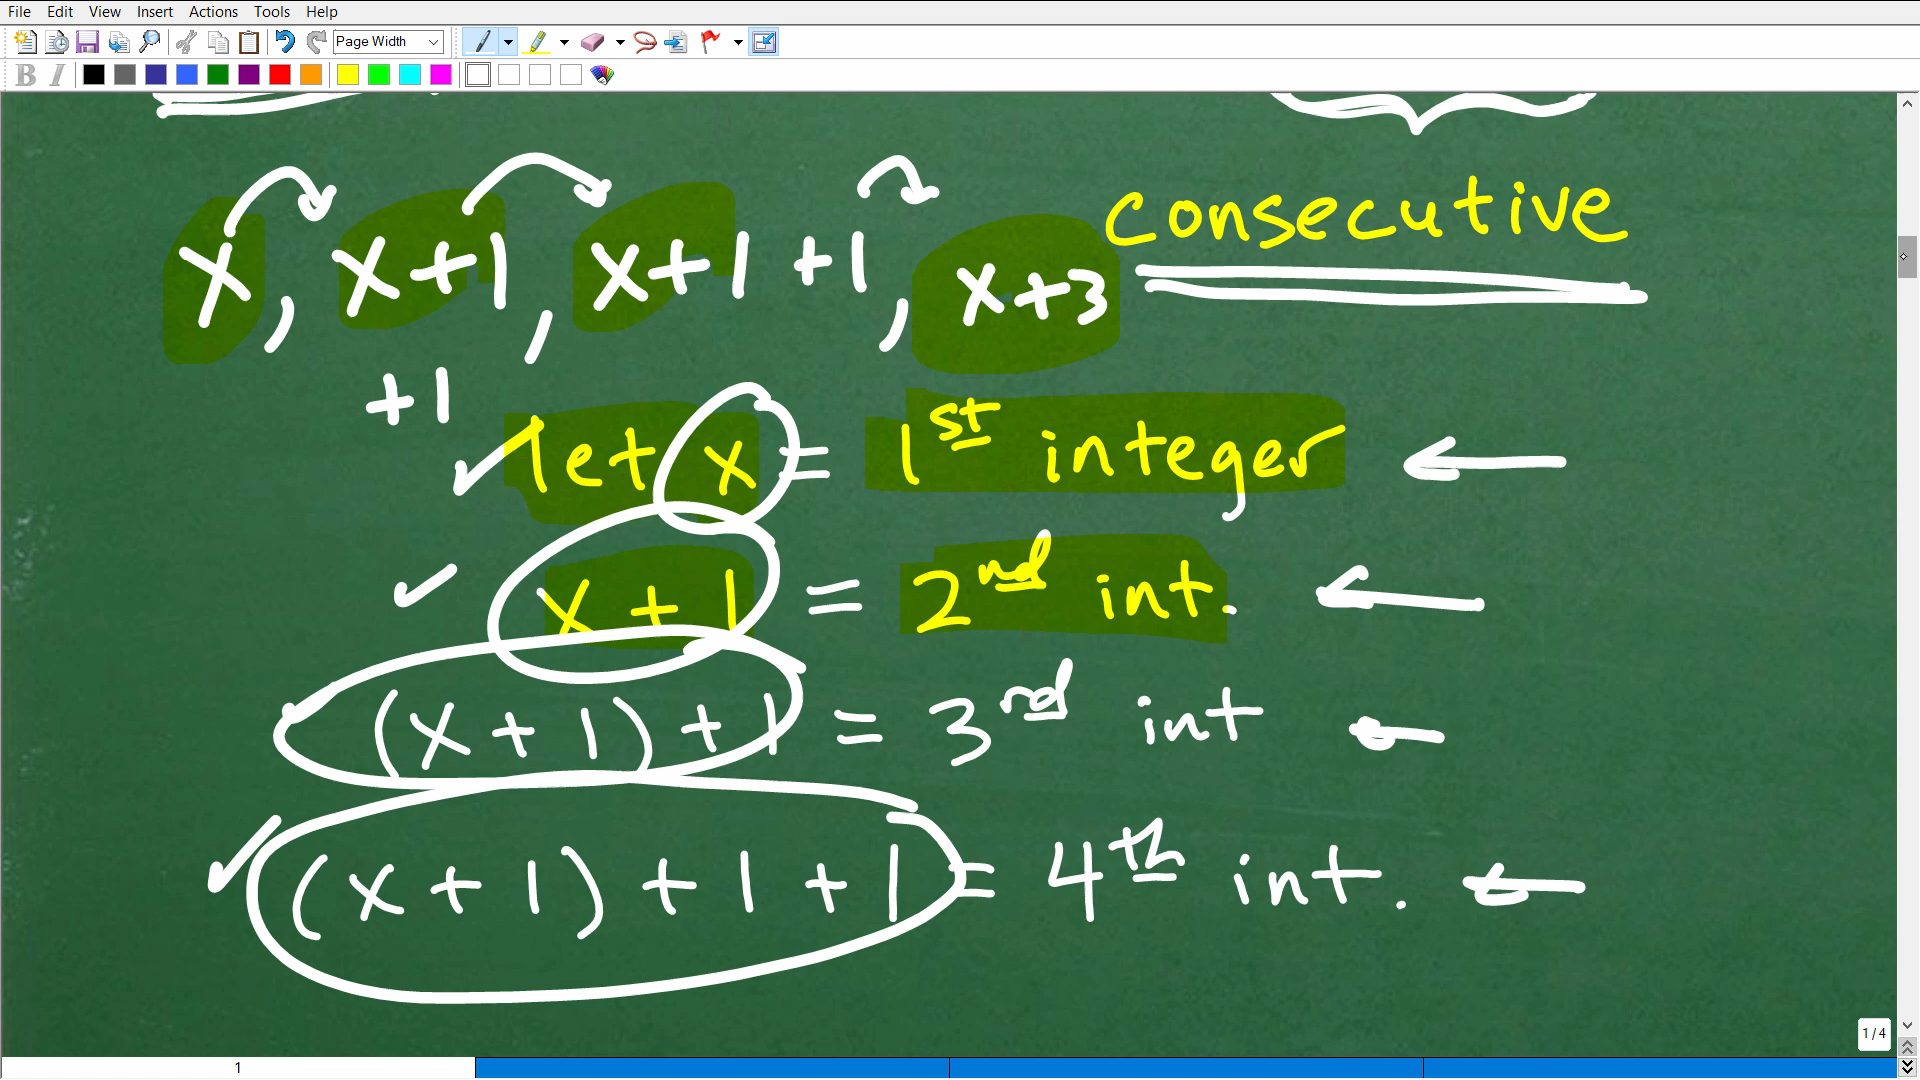 File Edit View Insert Actions Tools Help
Page Width
B I
x, x+1, x+1+1, x+3 consecutive
+1
let x = 1st integer
x + 1 = 2nd int.
(x + 1) + 1 = 3rd int
(x + 1) + 1 + 1 = 4th int.
1 / 4
1